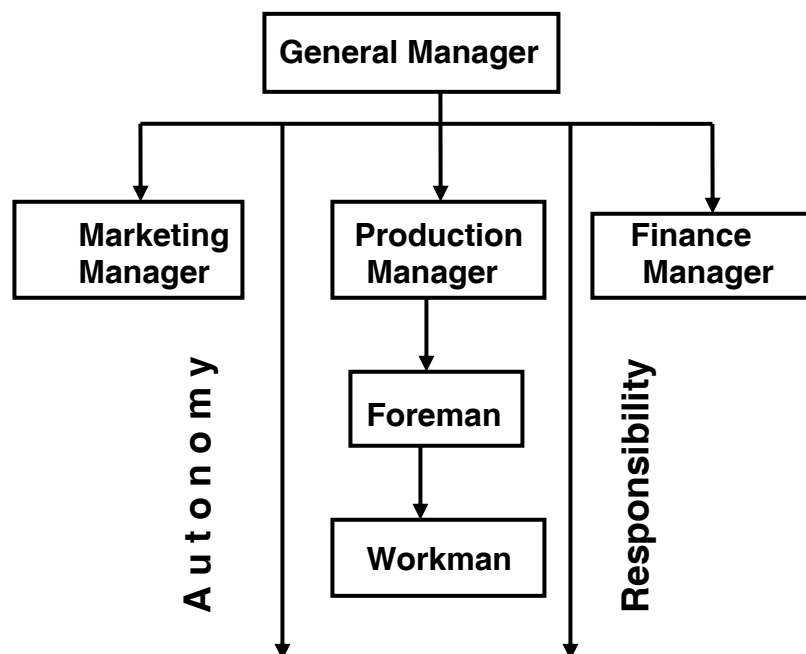 General Manager
Marketing
Manager
Production
Manager
Finance
Manager
Autonomy
Responsibility
Foreman
Workman